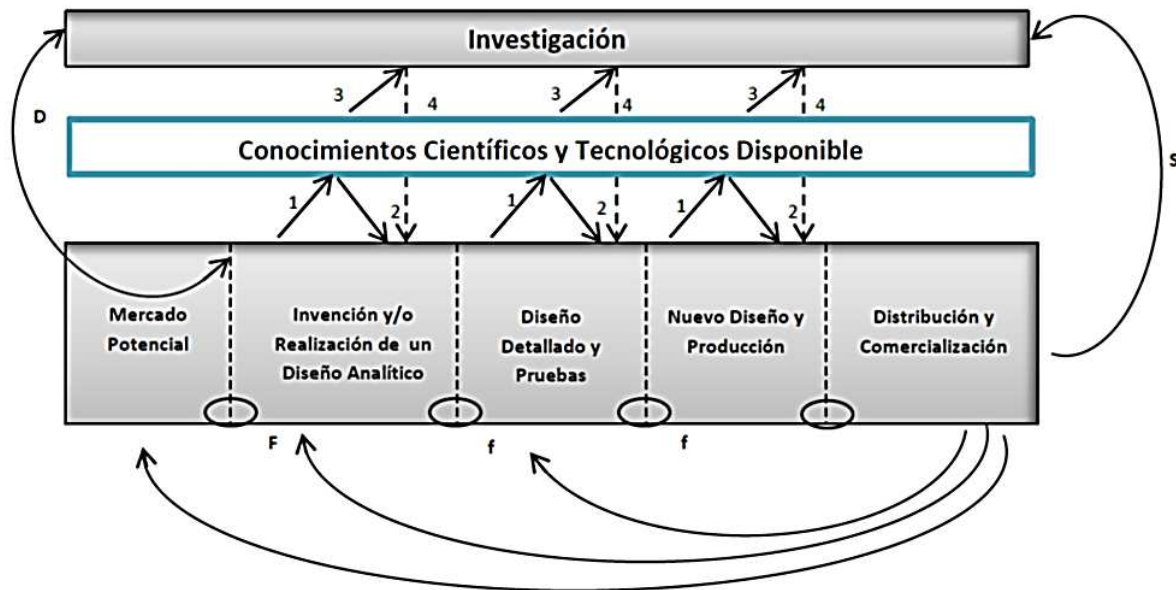 Investigación
3
4
3
4
3
4
D
Conocimientos Científicos y Tecnológicos Disponible
S
1
2
1
2
1
2
Mercado
Potencial
Invención y/o
Realización de un
Diseño Analítico
Diseño
Detallado y
Pruebas
Nuevo Diseño y
Producción
Distribución y
Comercialización
F
f
f